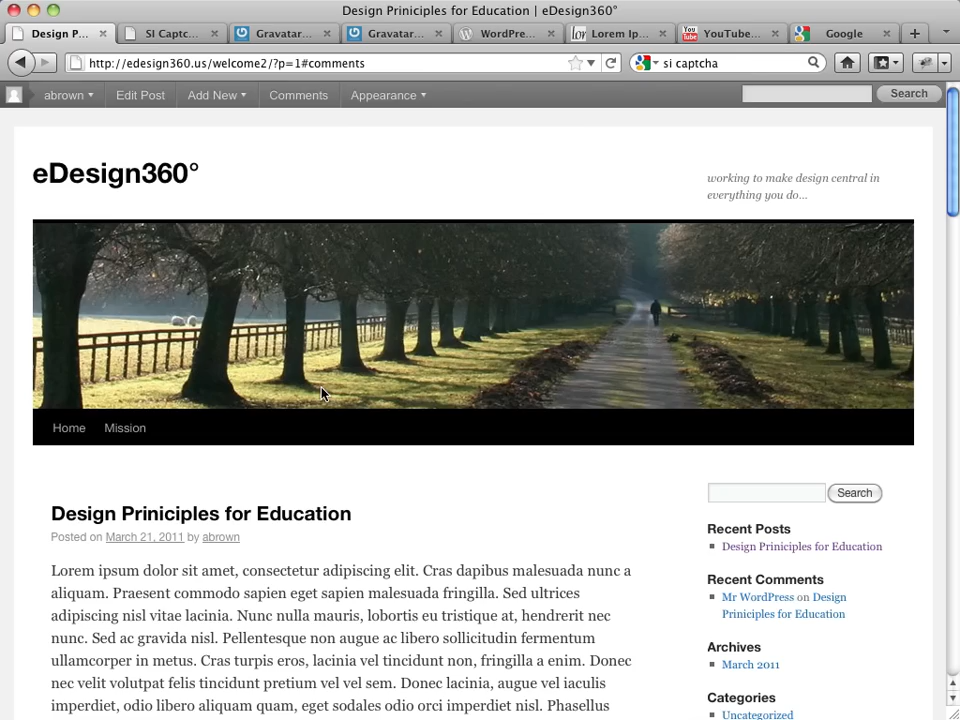 Design Priniciples for Education | eDesign360°
Design P... SI Captc... Gravatar... Gravatar... WordPre... Lorem Ip... YouTube... Google
http://edesign360.us/welcome2/?p=1#comments
si captcha
abrown Edit Post Add New Comments Appearance Search
eDesign360°
working to make design central in
everything you do...
Home Mission
Search
Design Priniciples for Education
Posted on March 21, 2011 by abrown
Lorem ipsum dolor sit amet, consectetur adipiscing elit. Cras dapibus malesuada nunc a
aliquam. Praesent commodo sapien eget sapien malesuada fringilla. Sed ultrices
adipiscing nisl vitae lacinia. Nunc nulla mauris, lobortis eu tristique at, hendrerit nec
nunc. Sed ac gravida nisl. Pellentesque non augue ac libero sollicitudin fermentum
ullamcorper in metus. Cras turpis eros, lacinia vel tincidunt non, fringilla a enim. Donec
nec velit volutpat felis tincidunt pretium vel vel sem. Donec lacinia, augue vel iaculis
imperdiet, odio libero aliquam quam, eget sodales odio orci imperdiet nisl. Phasellus
Recent Posts
Design Priniciples for Education
Recent Comments
Mr WordPress on Design
Priniciples for Education
Archives
March 2011
Categories
Uncategorized